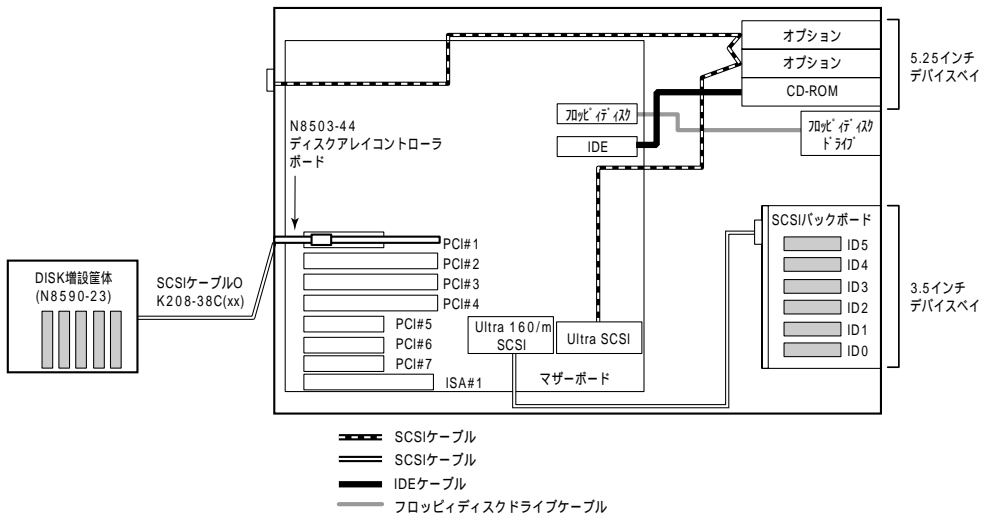 オプション
オプション
CD-ROM
5.25インチ
デバイスベイ
フロッピィディスク
IDE
フロッピィディスク
ドライブ
N8503-44
ディスクアレイコントローラ
ボード
PCI#1
PCI#2
PCI#3
PCI#4
PCI#5
PCI#6
PCI#7
ISA#1
DISK増設筐体
(N8590-23)
SCSIケーブルO
K208-38C(xx)
Ultra 160/m
SCSI
Ultra SCSI
マザーボード
SCSIバックボード
ID5
ID4
ID3
ID2
ID1
ID0
3.5インチ
デバイスベイ
SCSIケーブル
SCSIケーブル
IDEケーブル
フロッピィディスクドライブケーブル